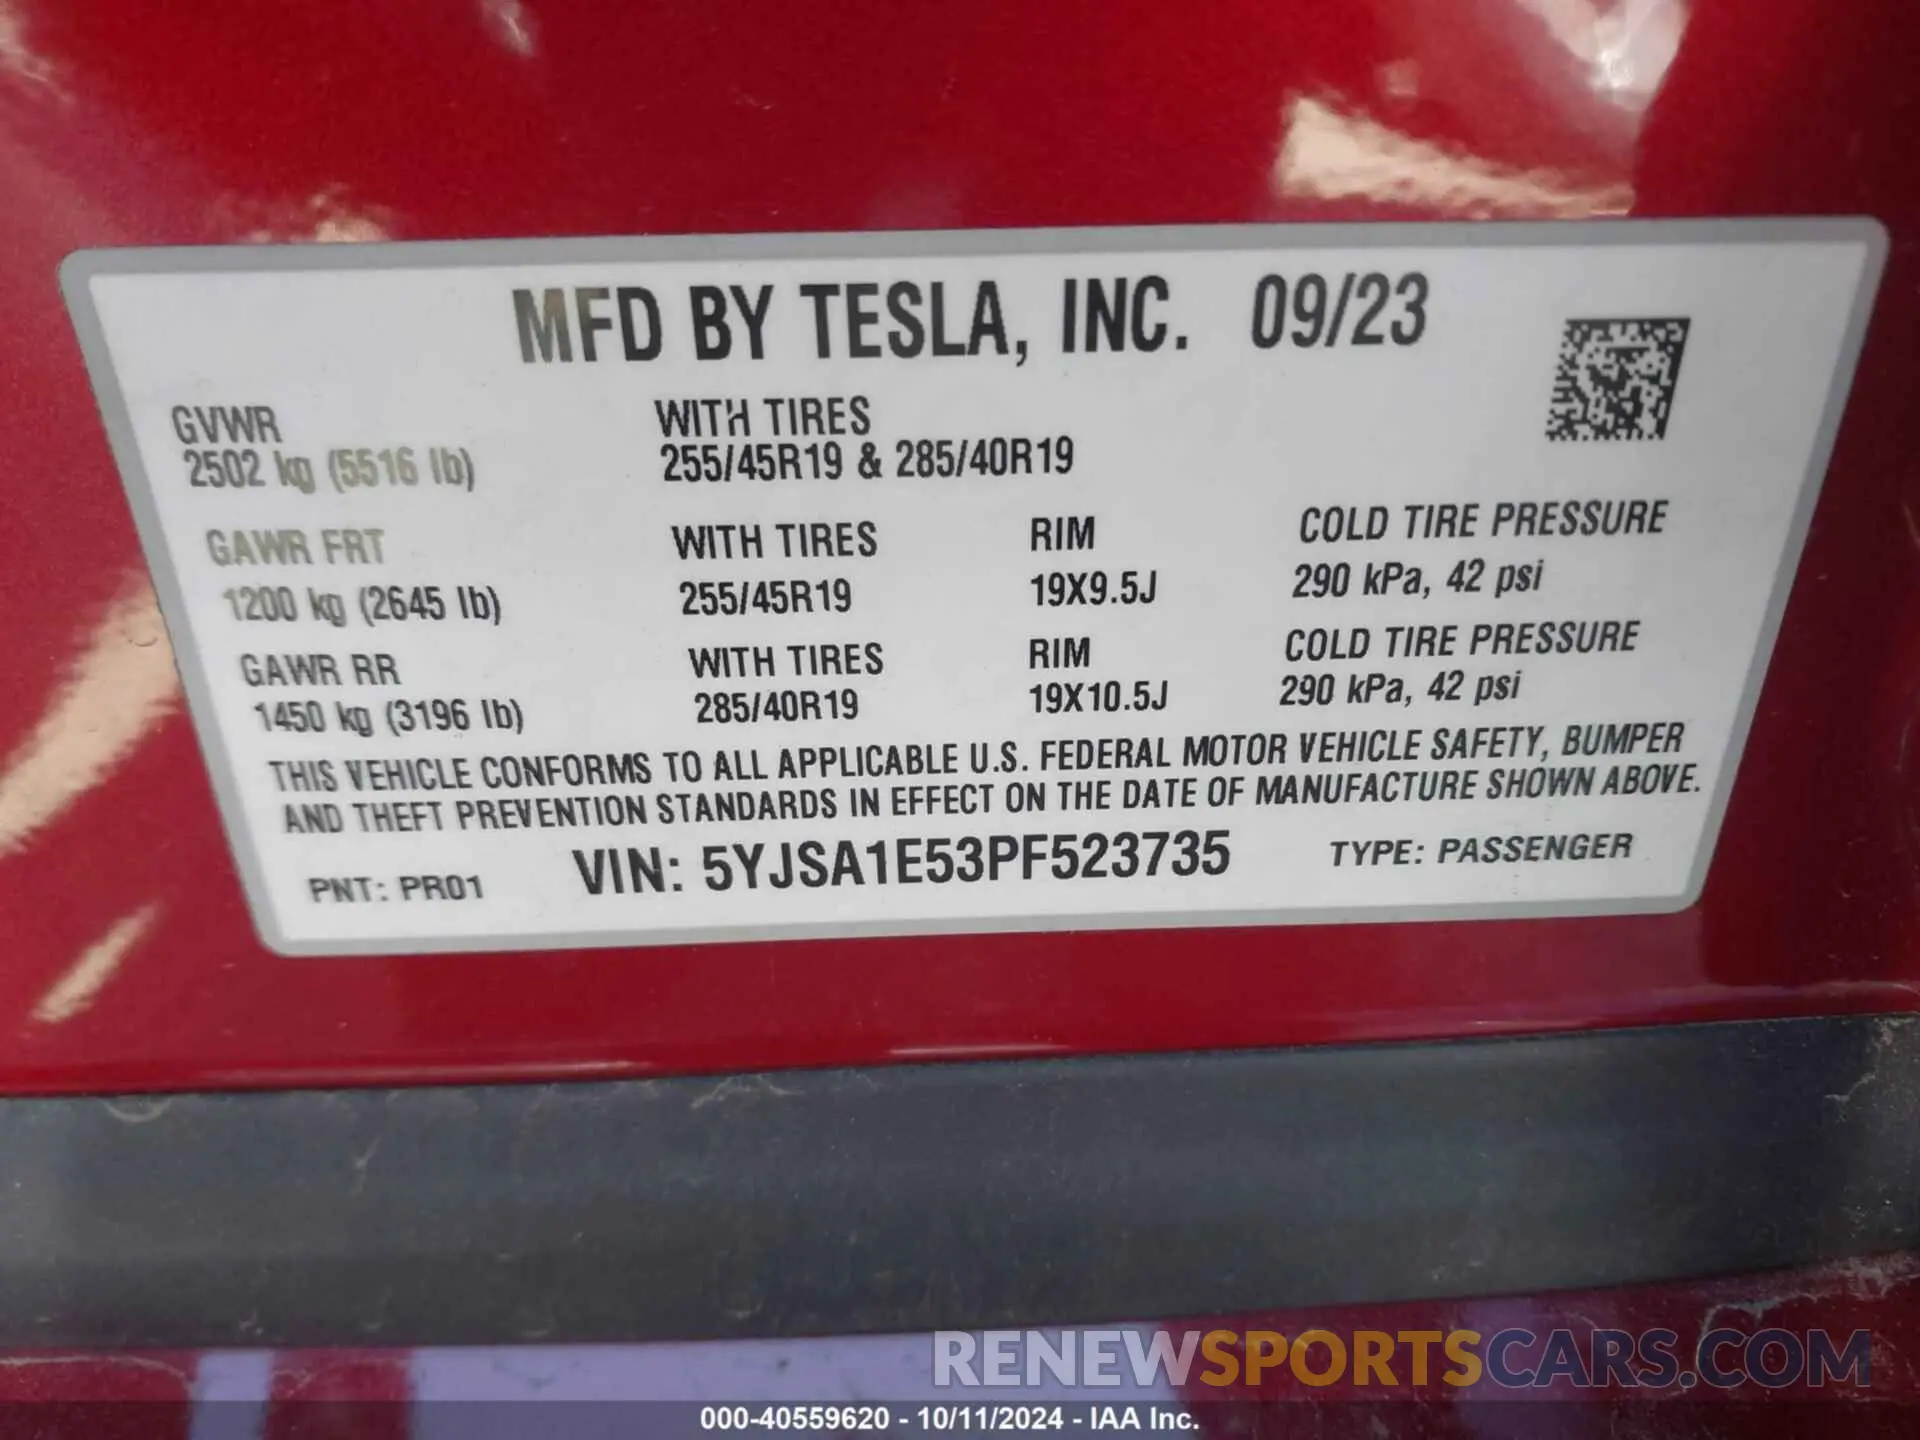 MFD BY TESLA, INC. 09/23
GVWR WITH TIRES
2502 kg (5516 lb) 255/45R19 & 285/40R19
GAWR FRT WITH TIRES RIM COLD TIRE PRESSURE
1200 kg (2645 lb) 255/45R19 19X9.5J 290 kPa, 42 psi
GAWR RR WITH TIRES RIM COLD TIRE PRESSURE
1450 kg (3196 lb) 285/40R19 19X10.5J 290 kPa, 42 psi
THIS VEHICLE CONFORMS TO ALL APPLICABLE U.S. FEDERAL MOTOR VEHICLE SAFETY, BUMPER
AND THEFT PREVENTION STANDARDS IN EFFECT ON THE DATE OF MANUFACTURE SHOWN ABOVE.
PNT: PR01 VIN: 5YJSA1E53PF523735 TYPE: PASSENGER
RENEWSPORTSCARS.COM
000-40559620 - 10/11/2024 - IAA Inc.